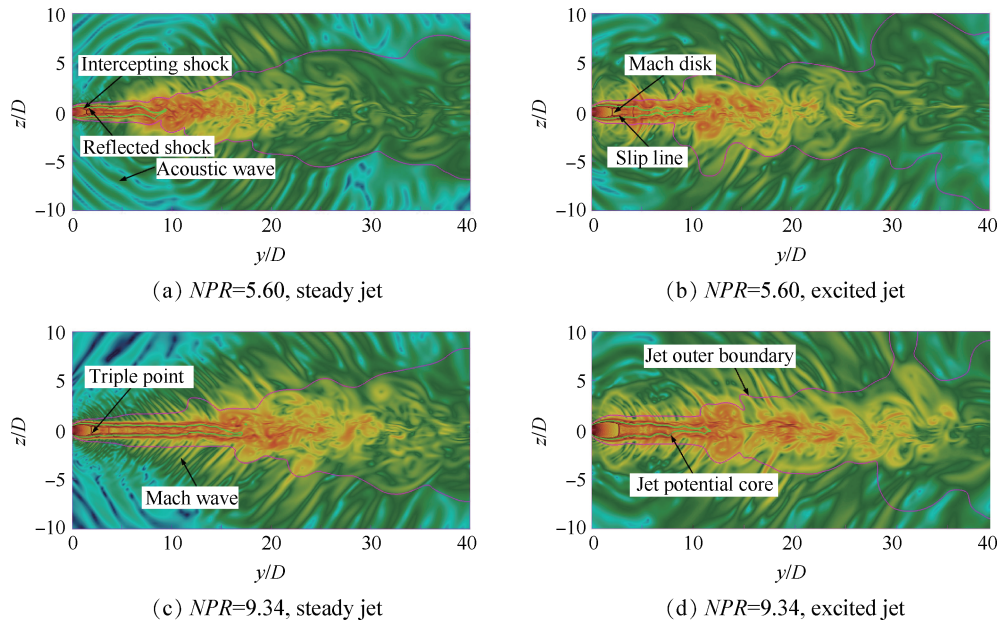 10
5
0
−5
−10
z/D
Intercepting shock
Reflected shock
Acoustic wave
0 10 20 30 40
y/D
(a) NPR=5.60, steady jet
10
5
0
−5
−10
z/D
Mach disk
Slip line
0 10 20 30 40
y/D
(b) NPR=5.60, excited jet
10
5
0
−5
−10
z/D
Triple point
Mach wave
0 10 20 30 40
y/D
(c) NPR=9.34, steady jet
10
5
0
−5
−10
z/D
Jet outer boundary
Jet potential core
0 10 20 30 40
y/D
(d) NPR=9.34, excited jet